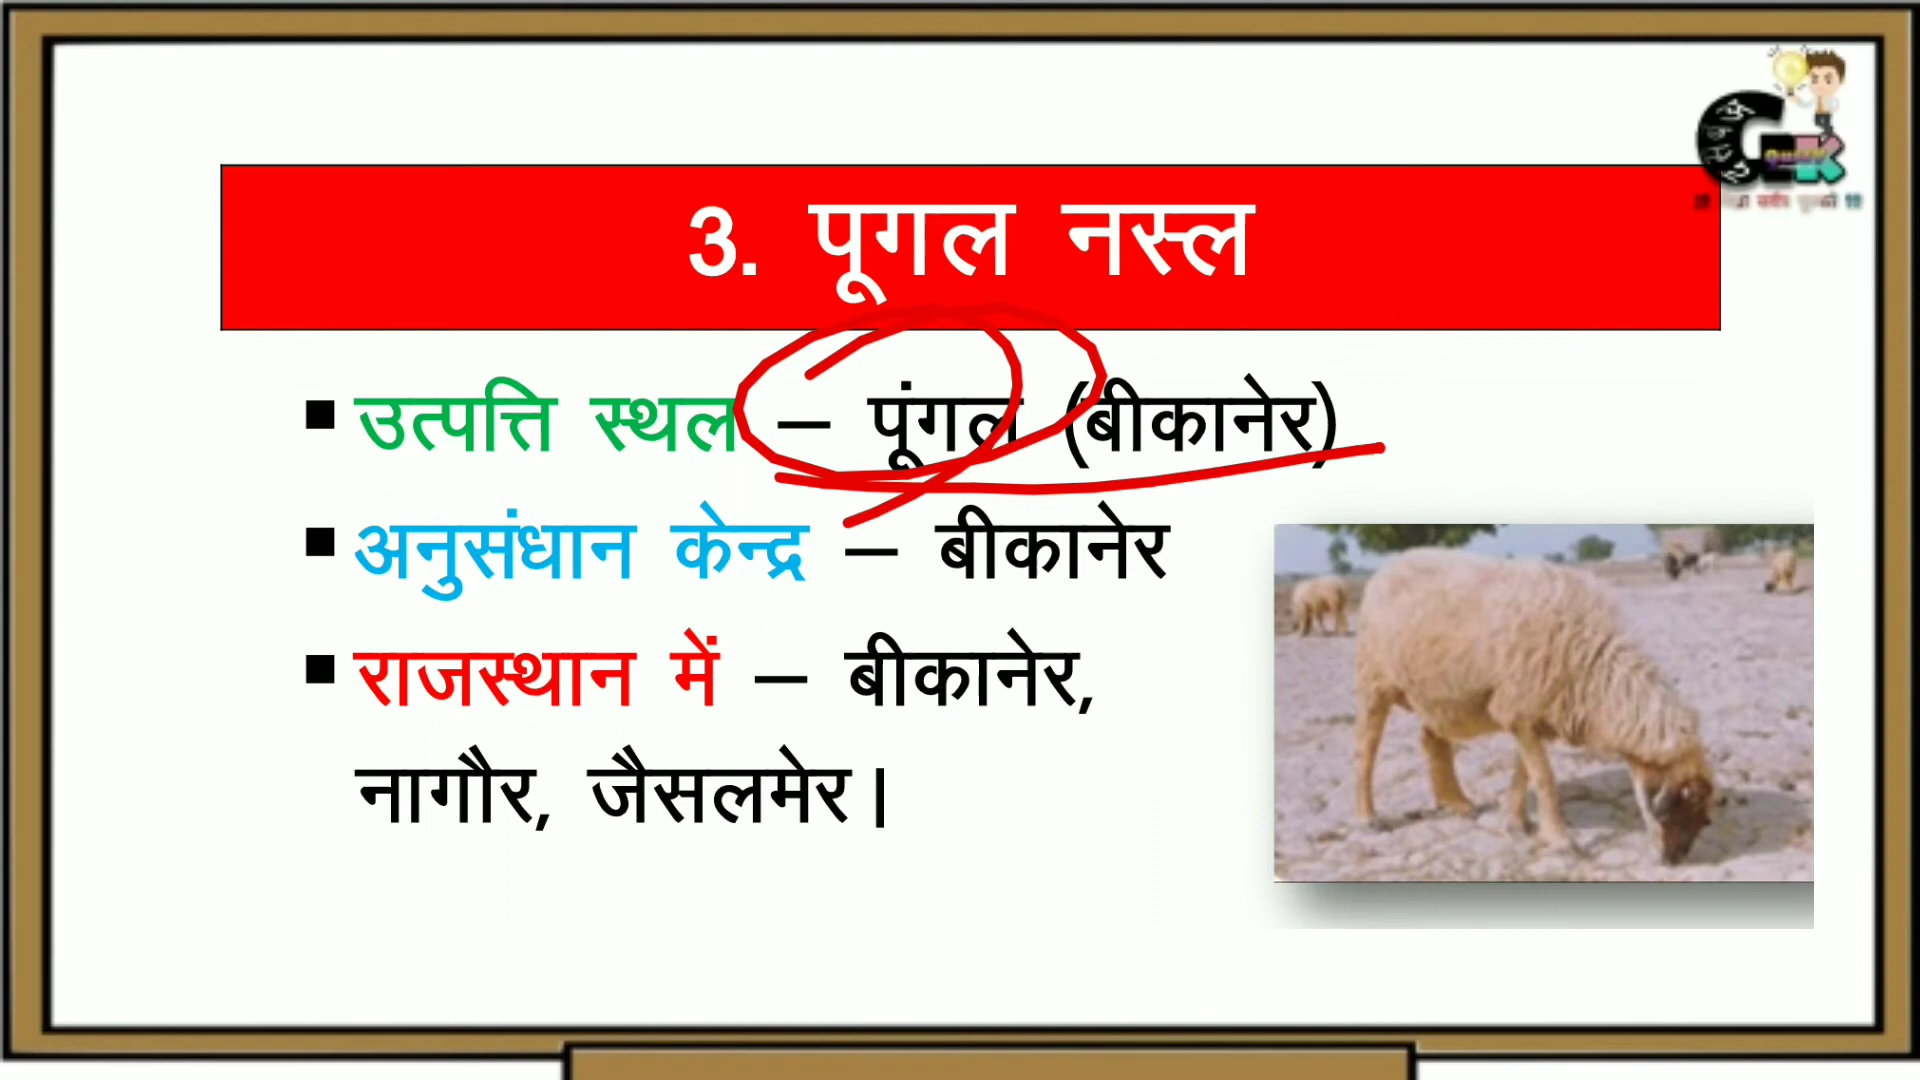 3. पूगल नस्ल
▪ उत्पत्ति स्थल – पूंगल (बीकानेर)
▪ अनुसंधान केन्द्र – बीकानेर
▪ राजस्थान में – बीकानेर,
नागौर, जैसलमेर।